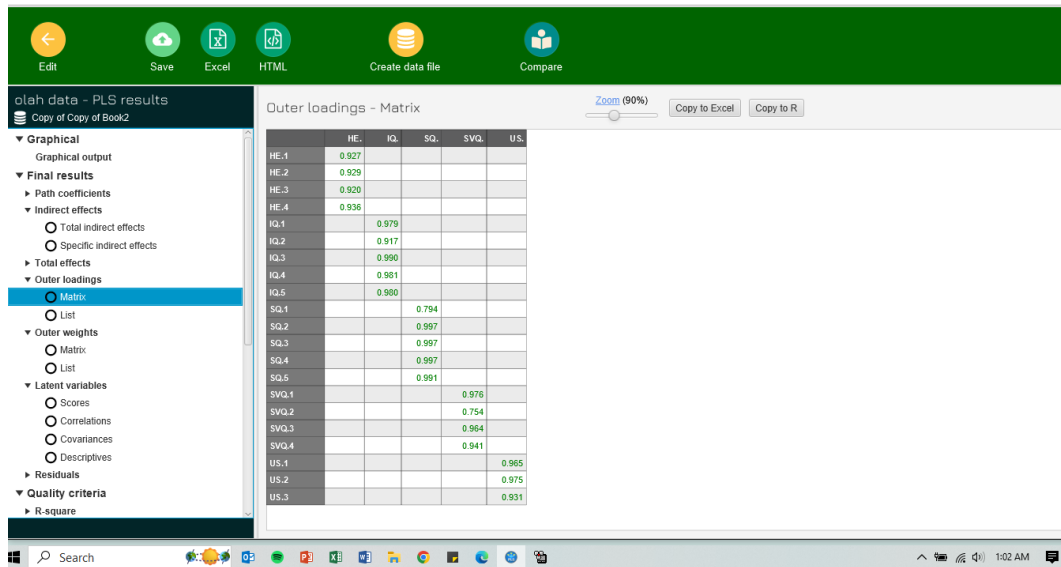 Edit Save Excel HTML Create data file Compare
olah data - PLS results
Copy of Copy of Book2
Graphical
Graphical output
Final results
Path coefficients
Indirect effects
Total indirect effects
Specific indirect effects
Total effects
Outer loadings
Matrix
List
Outer weights
Matrix
List
Latent variables
Scores
Correlations
Covariances
Descriptives
Residuals
Quality criteria
R-square
Outer loadings - Matrix Zoom (90%) Copy to Excel Copy to R
HE. IQ. SQ. SVQ. US.
HE.1 0.927
HE.2 0.929
HE.3 0.920
HE.4 0.936
IQ.1 0.979
IQ.2 0.917
IQ.3 0.990
IQ.4 0.981
IQ.5 0.980
SQ.1 0.794
SQ.2 0.997
SQ.3 0.997
SQ.4 0.997
SQ.5 0.991
SVQ.1 0.976
SVQ.2 0.754
SVQ.3 0.964
SVQ.4 0.941
US.1 0.965
US.2 0.975
US.3 0.931
Search 1:02 AM